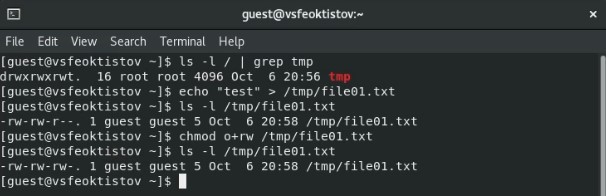 guest@vsfeoktistov:~
File Edit View Search Terminal Help
[guest@vsfeoktistov ~]$ ls -l / | grep tmp
drwxrwxrwt.  16 root root 4096 Oct  6 20:56 tmp
[guest@vsfeoktistov ~]$ echo "test" > /tmp/file01.txt
[guest@vsfeoktistov ~]$ ls -l /tmp/file01.txt
-rw-rw-r--. 1 guest guest 5 Oct  6 20:58 /tmp/file01.txt
[guest@vsfeoktistov ~]$ chmod o+rw /tmp/file01.txt
[guest@vsfeoktistov ~]$ ls -l /tmp/file01.txt
-rw-rw-rw-. 1 guest guest 5 Oct  6 20:58 /tmp/file01.txt
[guest@vsfeoktistov ~]$